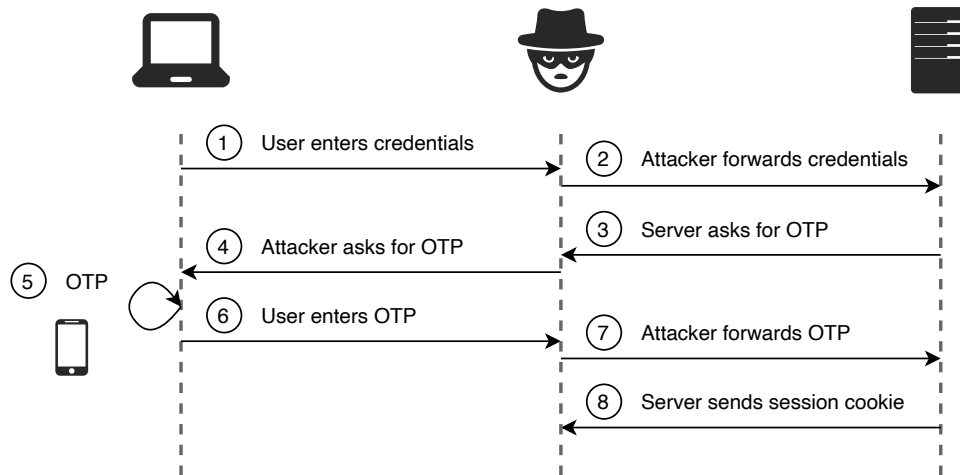 1 User enters credentials
2 Attacker forwards credentials
3 Server asks for OTP
4 Attacker asks for OTP
5 OTP
6 User enters OTP
7 Attacker forwards OTP
8 Server sends session cookie